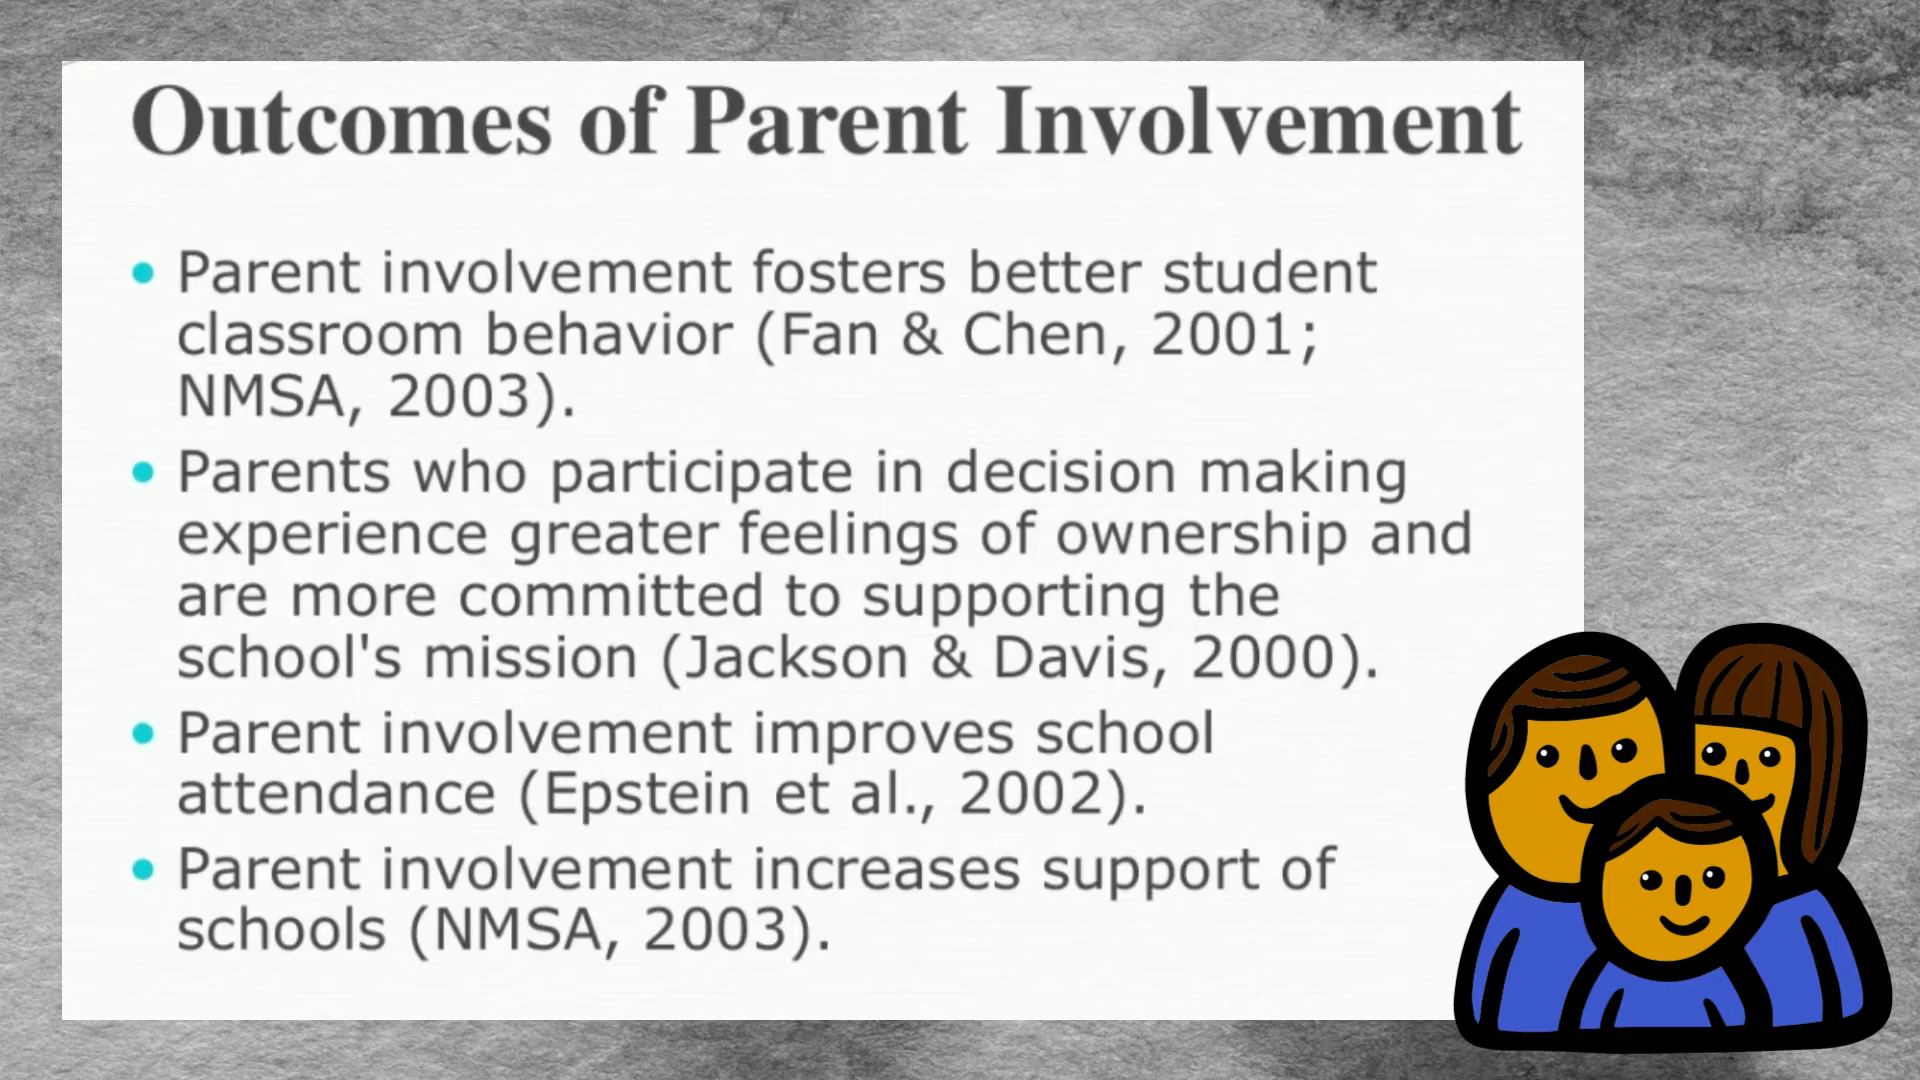 Outcomes of Parent Involvement
• Parent involvement fosters better student
classroom behavior (Fan & Chen, 2001;
NMSA, 2003).
• Parents who participate in decision making
experience greater feelings of ownership and
are more committed to supporting the
school's mission (Jackson & Davis, 2000).
• Parent involvement improves school
attendance (Epstein et al., 2002).
• Parent involvement increases support of
schools (NMSA, 2003).